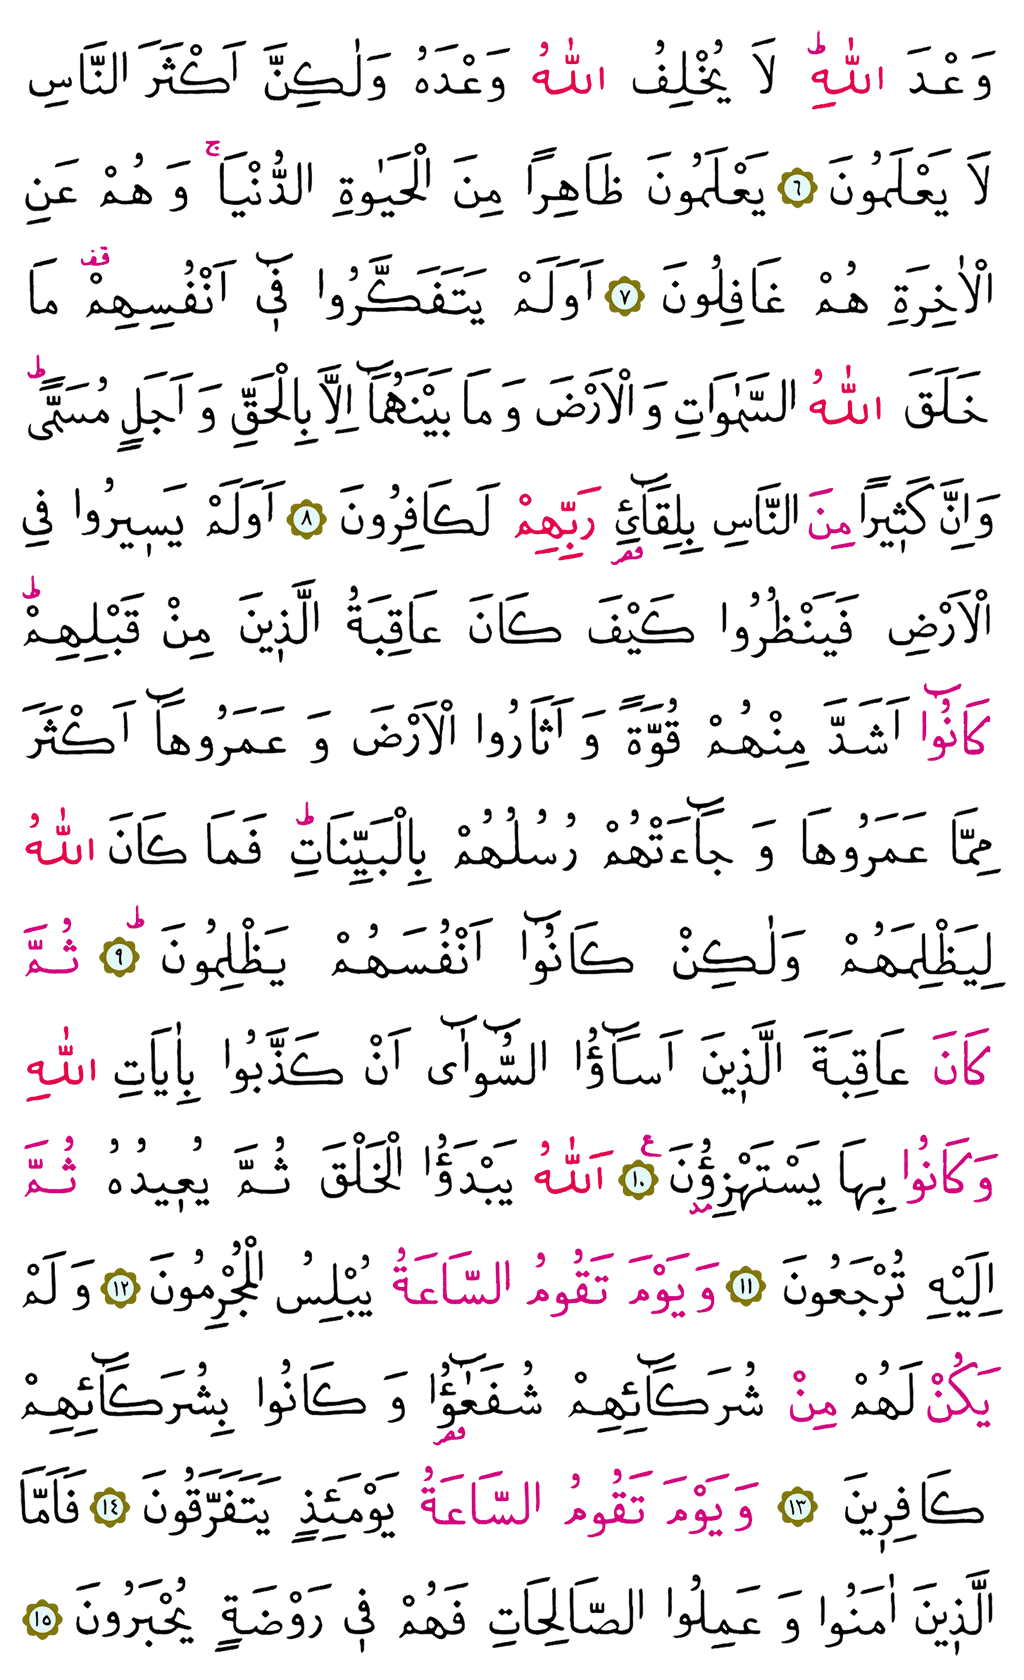 وَعْدَ اللّٰهِۜ لَا يُخْلِفُ اللّٰهُ وَعْدَهُ وَلٰكِنَّ اَكْثَرَ النَّاسِ
لَا يَعْلَمُونَ ﴿٦﴾ يَعْلَمُونَ ظَاهِرًا مِنَ الْحَيٰوةِ الدُّنْيَاۚ وَهُمْ عَنِ
الْاٰخِرَةِ هُمْ غَافِلُونَ ﴿٧﴾ اَوَلَمْ يَتَفَكَّرُوا ف۪ٓي اَنْفُسِهِمْ۠ مَا
خَلَقَ اللّٰهُ السَّمٰوَاتِ وَالْاَرْضَ وَمَا بَيْنَهُمَٓا اِلَّا بِالْحَقِّ وَاَجَلٍ مُسَمًّىۜ
وَاِنَّ كَث۪يرًا مِنَ النَّاسِ بِلِقَٓائِ۬ رَبِّهِمْ لَكَافِرُونَ ﴿٨﴾ اَوَلَمْ يَس۪يرُوا فِي
الْاَرْضِ فَيَنْظُرُوا كَيْفَ كَانَ عَاقِبَةُ الَّذ۪ينَ مِنْ قَبْلِهِمْۜ
كَانُٓوا اَشَدَّ مِنْهُمْ قُوَّةً وَاَثَارُوا الْاَرْضَ وَعَمَرُوهَٓا اَكْثَرَ
مِمَّا عَمَرُوهَا وَجَٓاءَتْهُمْ رُسُلُهُمْ بِالْبَيِّنَاتِۜ فَمَا كَانَ اللّٰهُ
لِيَظْلِمَهُمْ وَلٰكِنْ كَانُٓوا اَنْفُسَهُمْ يَظْلِمُونَۜ ﴿٩﴾ ثُمَّ
كَانَ عَاقِبَةَ الَّذ۪ينَ اَسَٓاؤُ۫ا السُّٓوآٰى اَنْ كَذَّبُوا بِاٰيَاتِ اللّٰهِ
وَكَانُوا بِهَا يَسْتَهْزِؤُ۫نَ۟ ﴿١٠﴾ اَللّٰهُ يَبْدَؤُا الْخَلْقَ ثُمَّ يُع۪يدُهُ ثُمَّ
اِلَيْهِ تُرْجَعُونَ ﴿١١﴾ وَيَوْمَ تَقُومُ السَّاعَةُ يُبْلِسُ الْمُجْرِمُونَ ﴿١٢﴾ وَلَمْ
يَكُنْ لَهُمْ مِنْ شُرَكَٓائِهِمْ شُفَعٰٓؤُ۬ا وَكَانُوا بِشُرَكَٓائِهِمْ
كَافِر۪ينَ ﴿١٣﴾ وَيَوْمَ تَقُومُ السَّاعَةُ يَوْمَئِذٍ يَتَفَرَّقُونَ ﴿١٤﴾ فَاَمَّا
الَّذ۪ينَ اٰمَنُوا وَعَمِلُوا الصَّالِحَاتِ فَهُمْ ف۪ي رَوْضَةٍ يُحْبَرُونَ ﴿١٥﴾